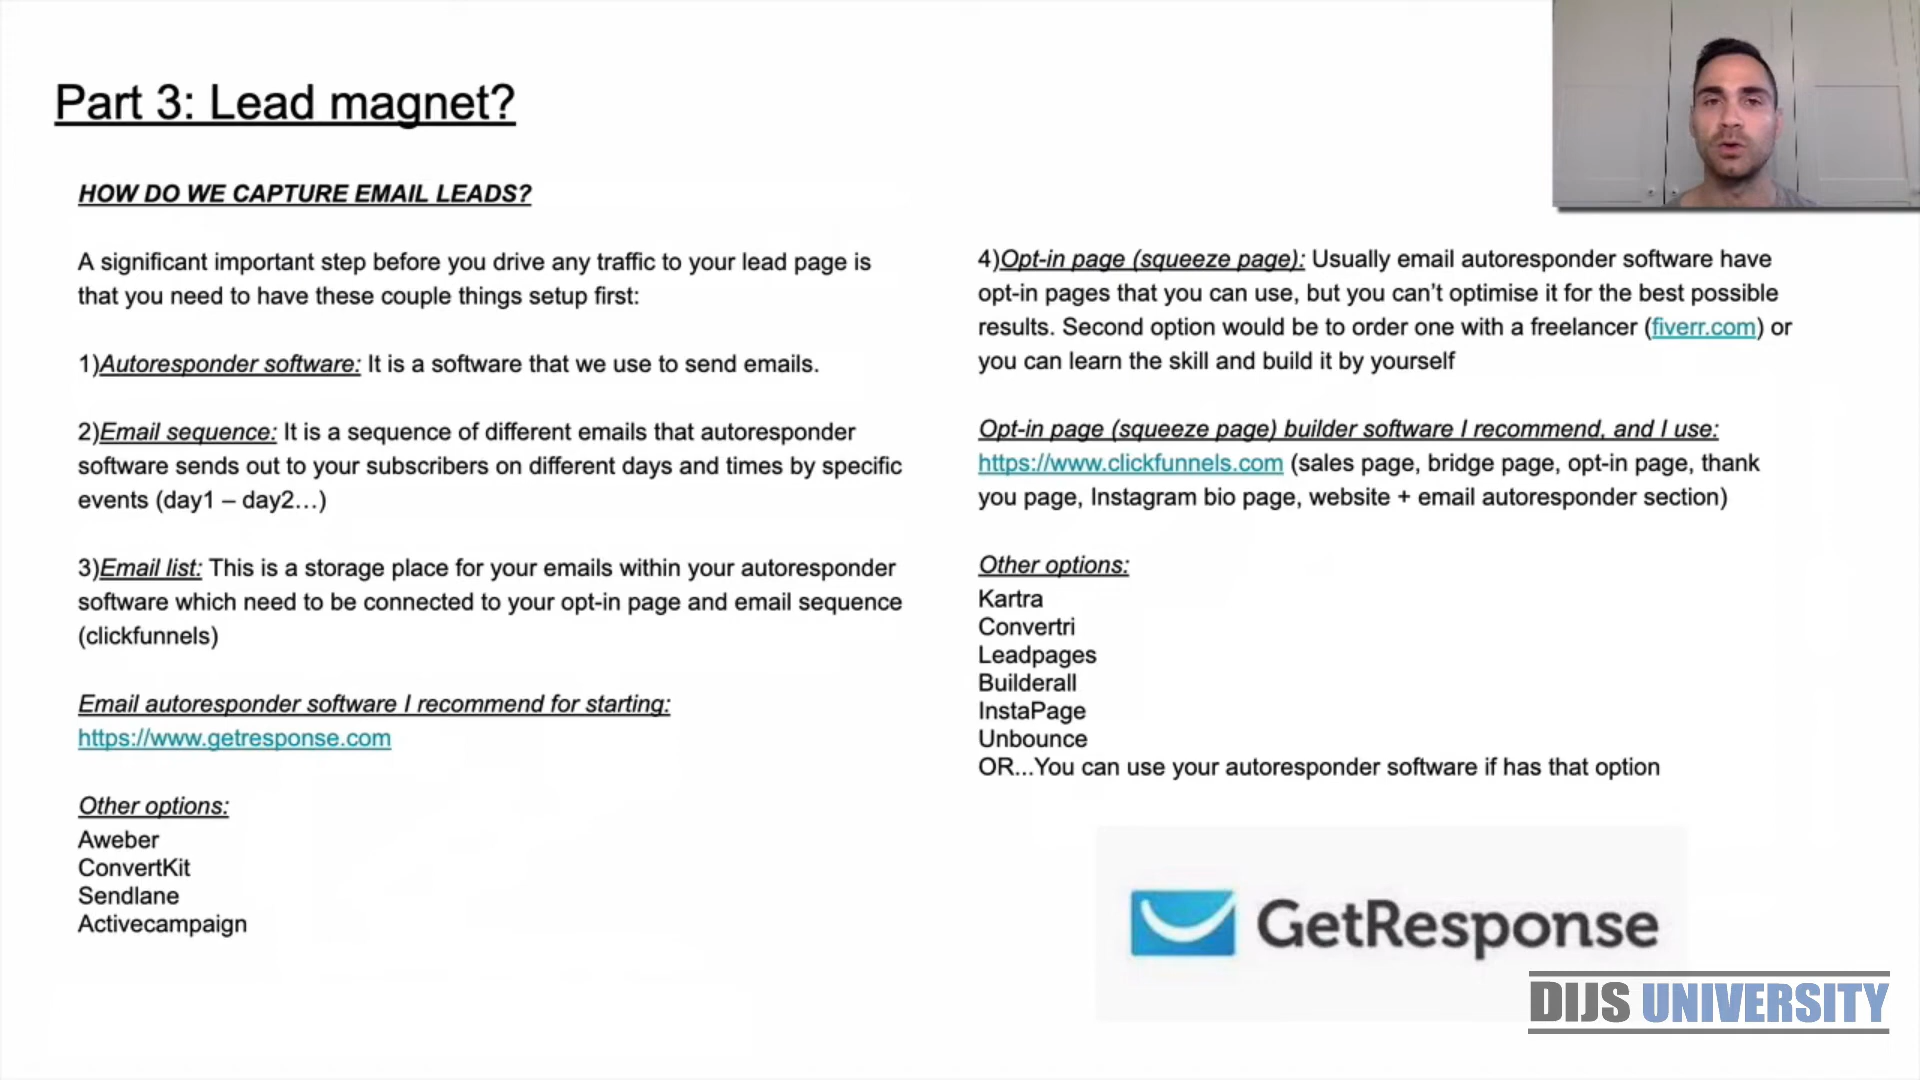 Part 3: Lead magnet?
HOW DO WE CAPTURE EMAIL LEADS?
A significant important step before you drive any traffic to your lead page is
that you need to have these couple things setup first:
1)Autoresponder software: It is a software that we use to send emails.
2)Email sequence: It is a sequence of different emails that autoresponder
software sends out to your subscribers on different days and times by specific
events (day1 – day2…)
3)Email list: This is a storage place for your emails within your autoresponder
software which need to be connected to your opt-in page and email sequence
(clickfunnels)
Email autoresponder software I recommend for starting:
https://www.getresponse.com
Other options:
Aweber
ConvertKit
Sendlane
Activecampaign
4)Opt-in page (squeeze page): Usually email autoresponder software have
opt-in pages that you can use, but you can’t optimise it for the best possible
results. Second option would be to order one with a freelancer (fiverr.com) or
you can learn the skill and build it by yourself
Opt-in page (squeeze page) builder software I recommend, and I use:
https://www.clickfunnels.com (sales page, bridge page, opt-in page, thank
you page, Instagram bio page, website + email autoresponder section)
Other options:
Kartra
Convertri
Leadpages
Builderall
InstaPage
Unbounce
OR...You can use your autoresponder software if has that option
GetResponse
DIJS UNIVERSITY